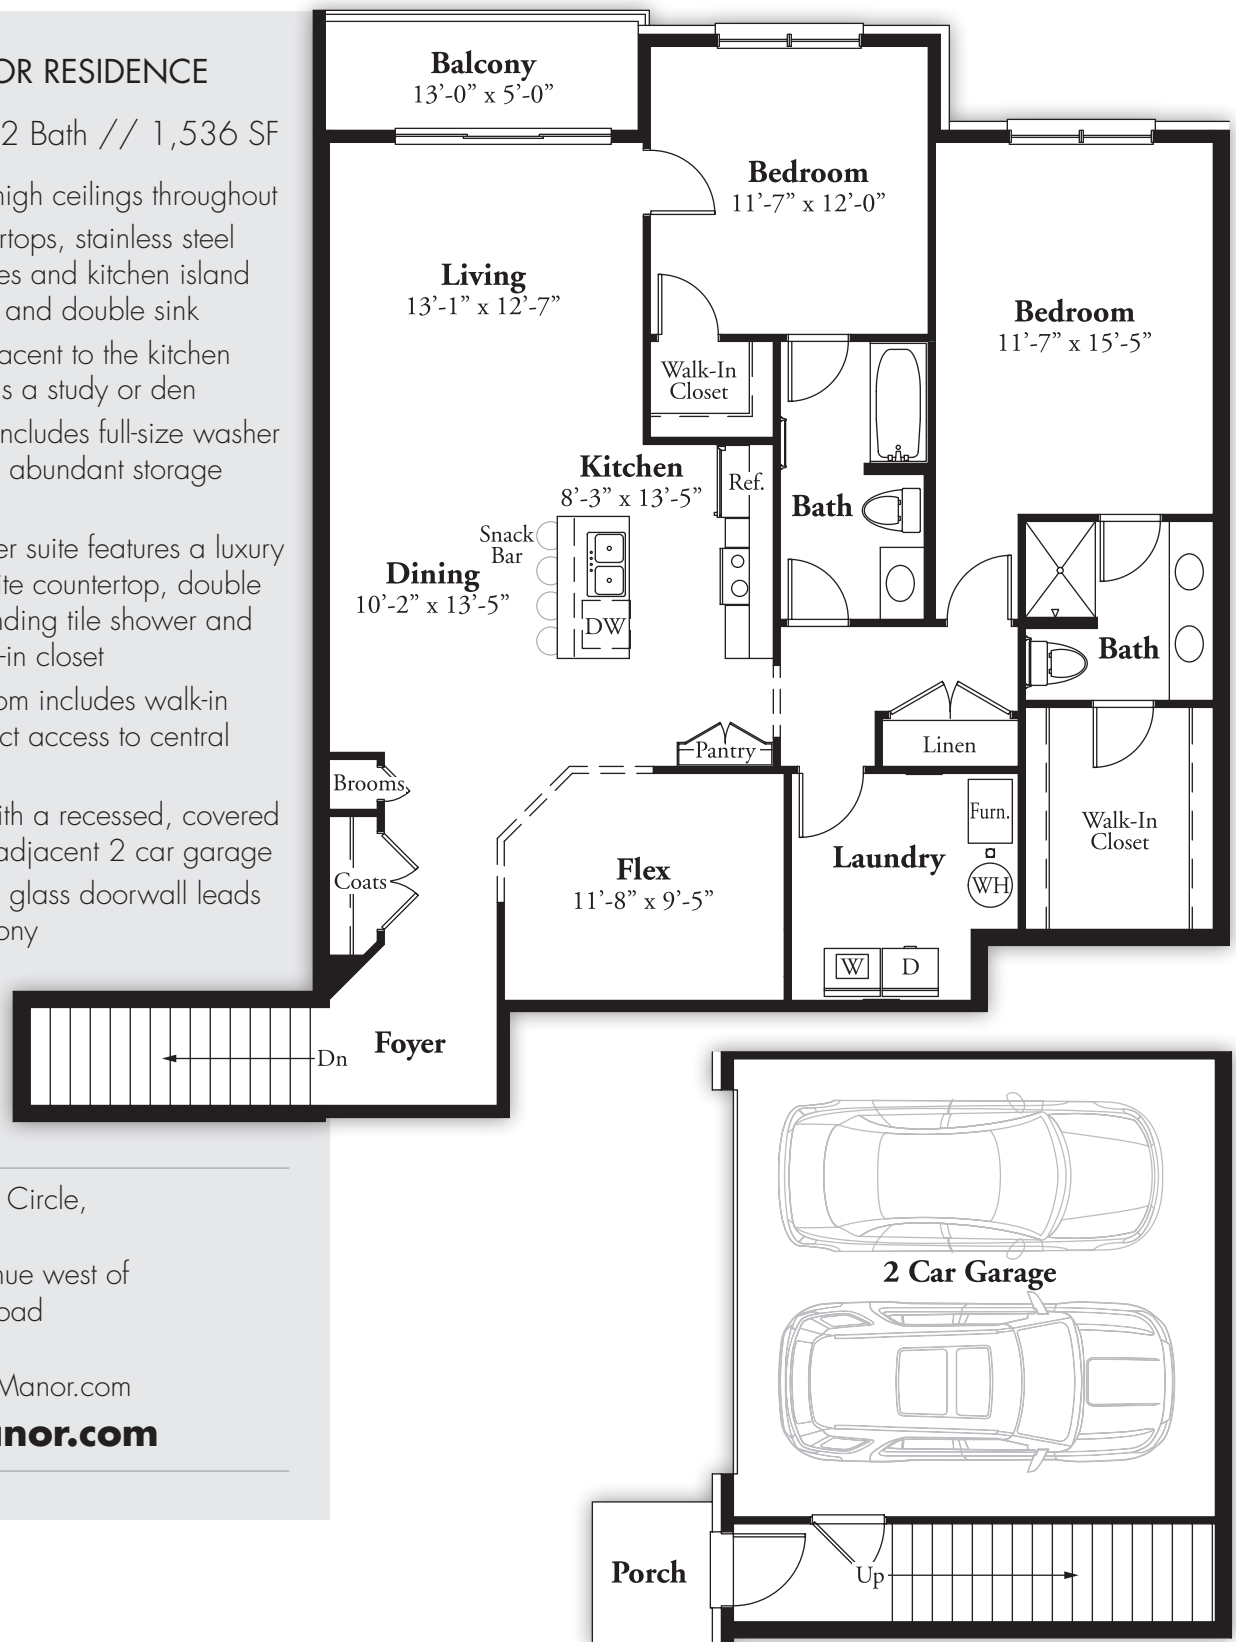 OR RESIDENCE
2 Bath // 1,536 SF
high ceilings throughout
rtops, stainless steel
es and kitchen island
and double sink
acent to the kitchen
s a study or den
includes full-size washer
abundant storage
er suite features a luxury
ite countertop, double
nding tile shower and
-in closet
om includes walk-in
ct access to central
ith a recessed, covered
adjacent 2 car garage
glass doorwall leads
ony
Circle,
nue west of
oad
Manor.com
anor.com
Balcony
13’-0” x 5’-0”
Bedroom
11’-7” x 12’-0”
Living
13’-1” x 12’-7”
Bedroom
11’-7” x 15’-5”
Walk-In
Closet
Kitchen
8’-3” x 13’-5”
Ref.
Bath
Snack
Bar
Dining
10’-2” x 13’-5”
DW
Bath
Pantry
Linen
Brooms
Furn.
Walk-In
Closet
Laundry
Flex
11’-8” x 9’-5”
Coats
WH
W
D
Foyer
Dn
2 Car Garage
Porch
Up